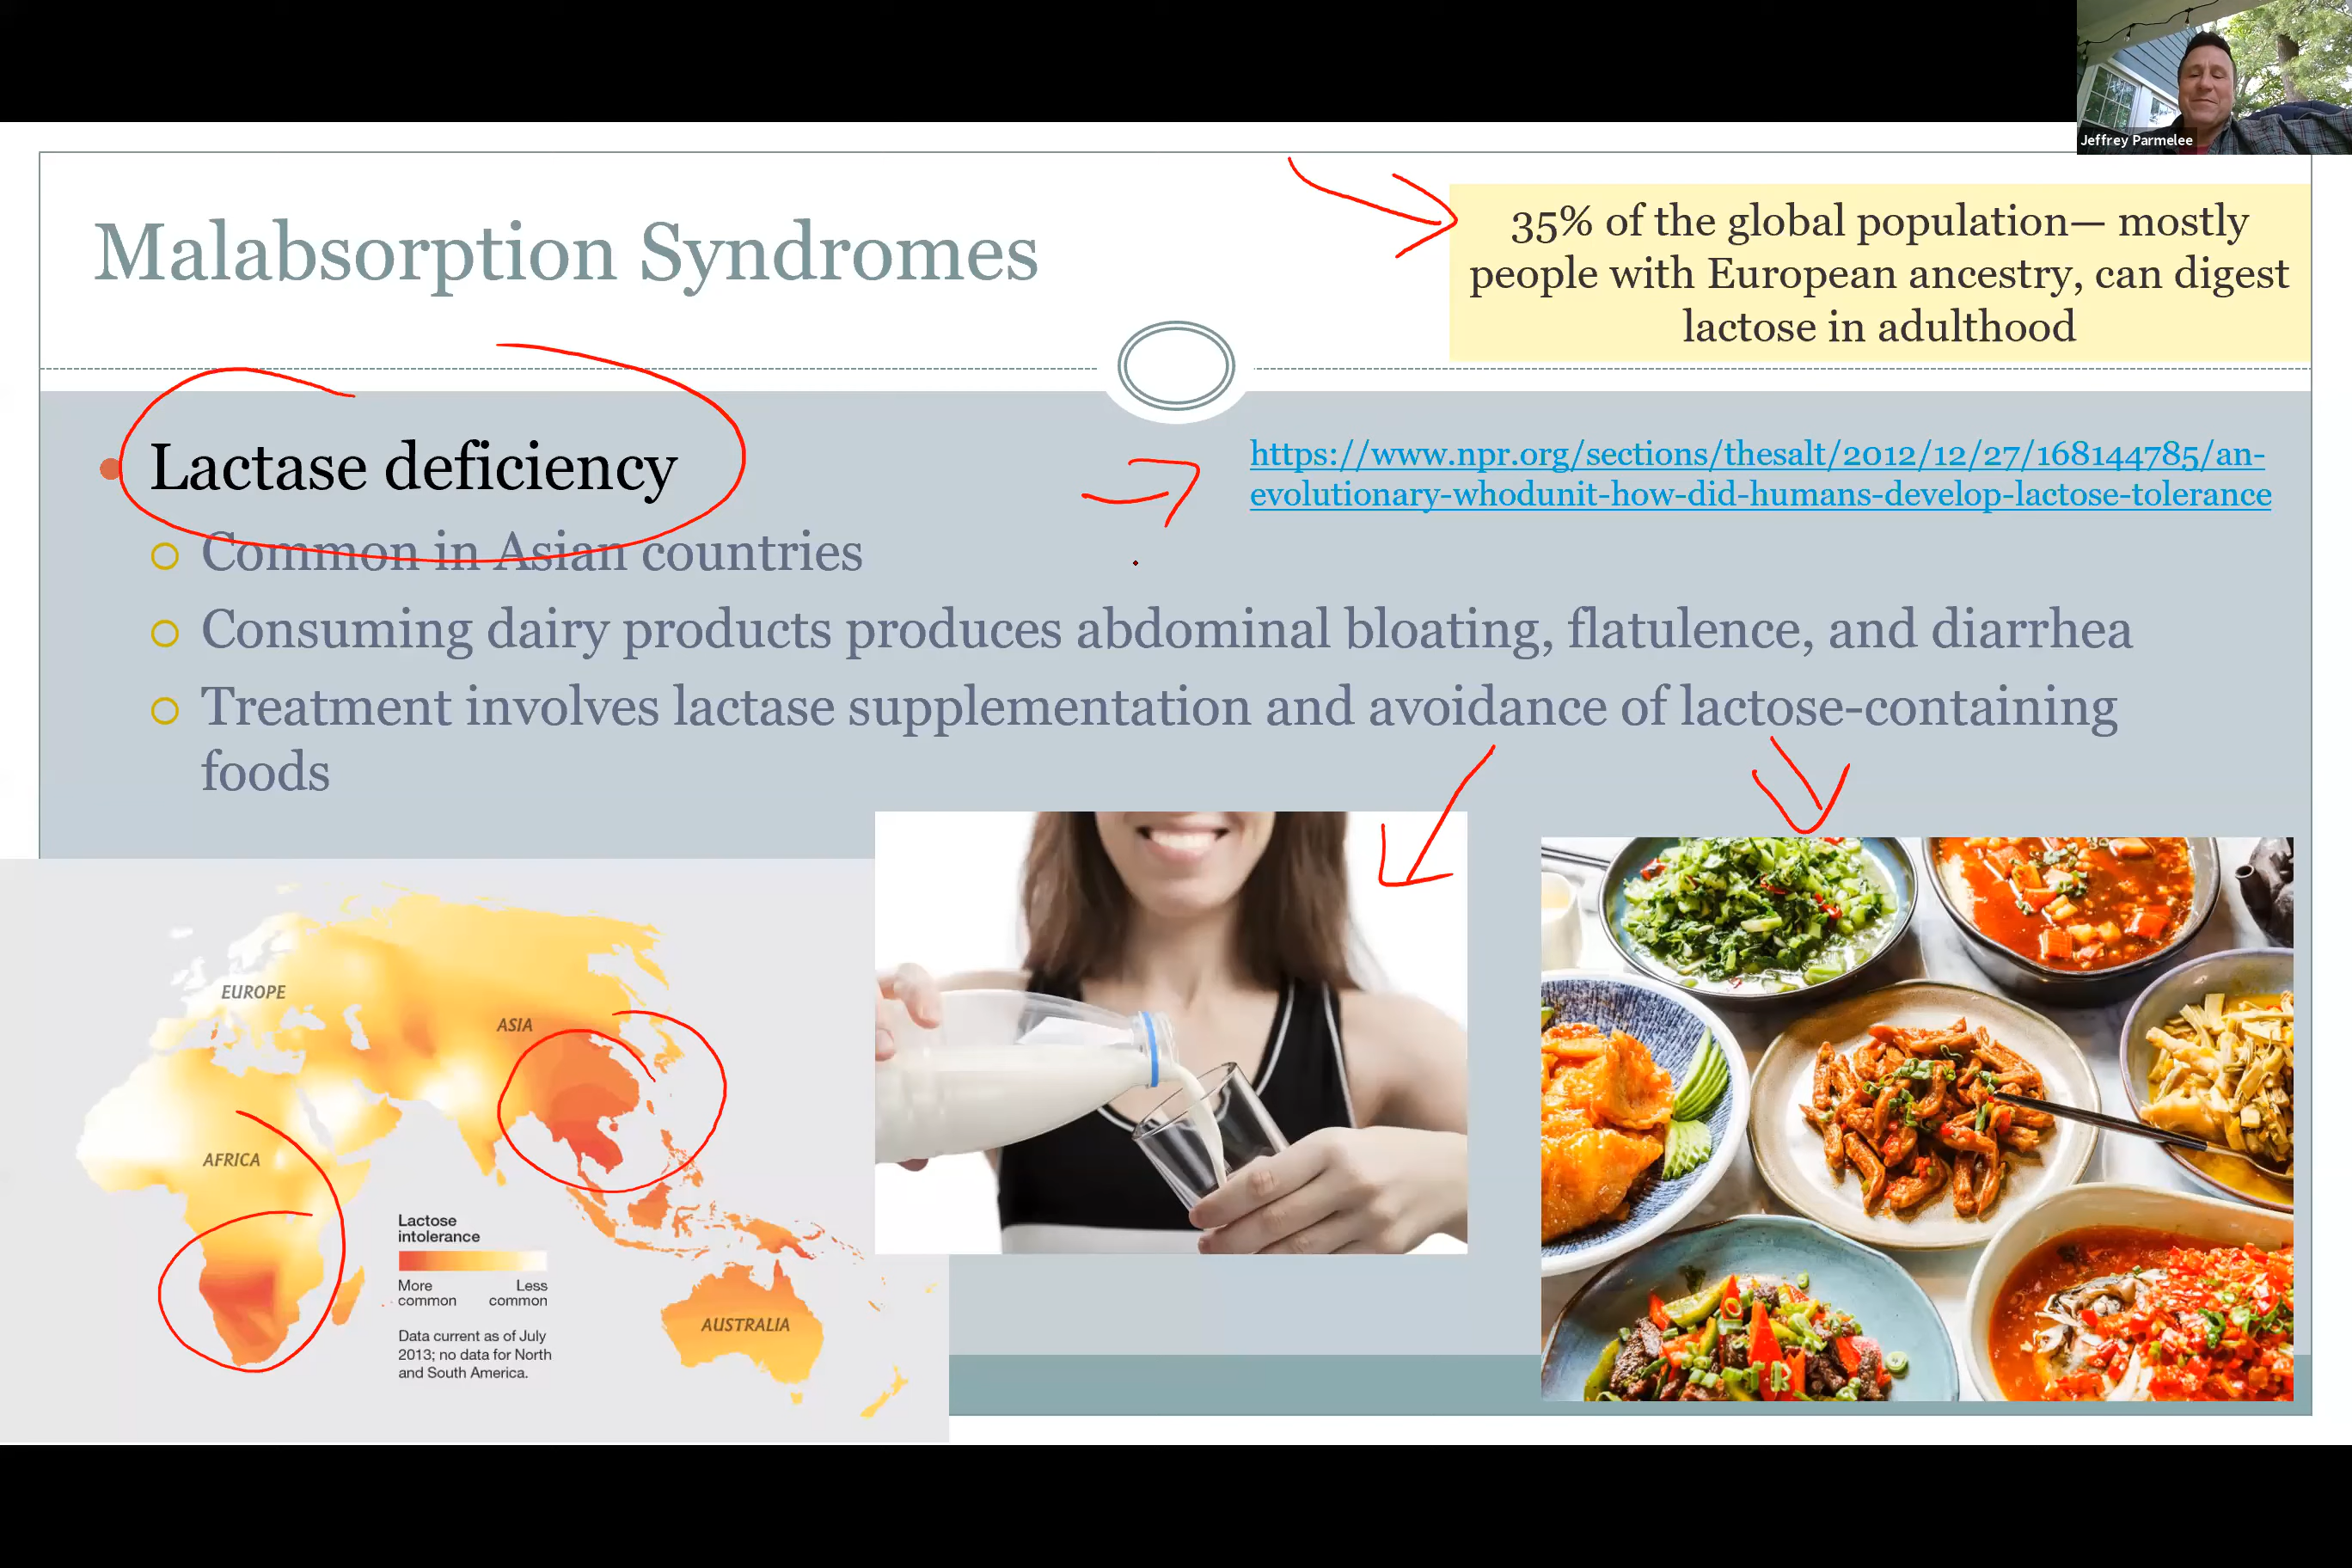 Jeffrey Parmelee
Malabsorption Syndromes
35% of the global population— mostly
people with European ancestry, can digest
lactose in adulthood
Lactase deficiency
https://www.npr.org/sections/thesalt/2012/12/27/168144785/an-
evolutionary-whodunit-how-did-humans-develop-lactose-tolerance
Common in Asian countries
Consuming dairy products produces abdominal bloating, flatulence, and diarrhea
Treatment involves lactase supplementation and avoidance of lactose-containing
foods
EUROPE
ASIA
AFRICA
AUSTRALIA
Lactose
intolerance
More
common
Less
common
Data current as of July
2013; no data for North
and South America.